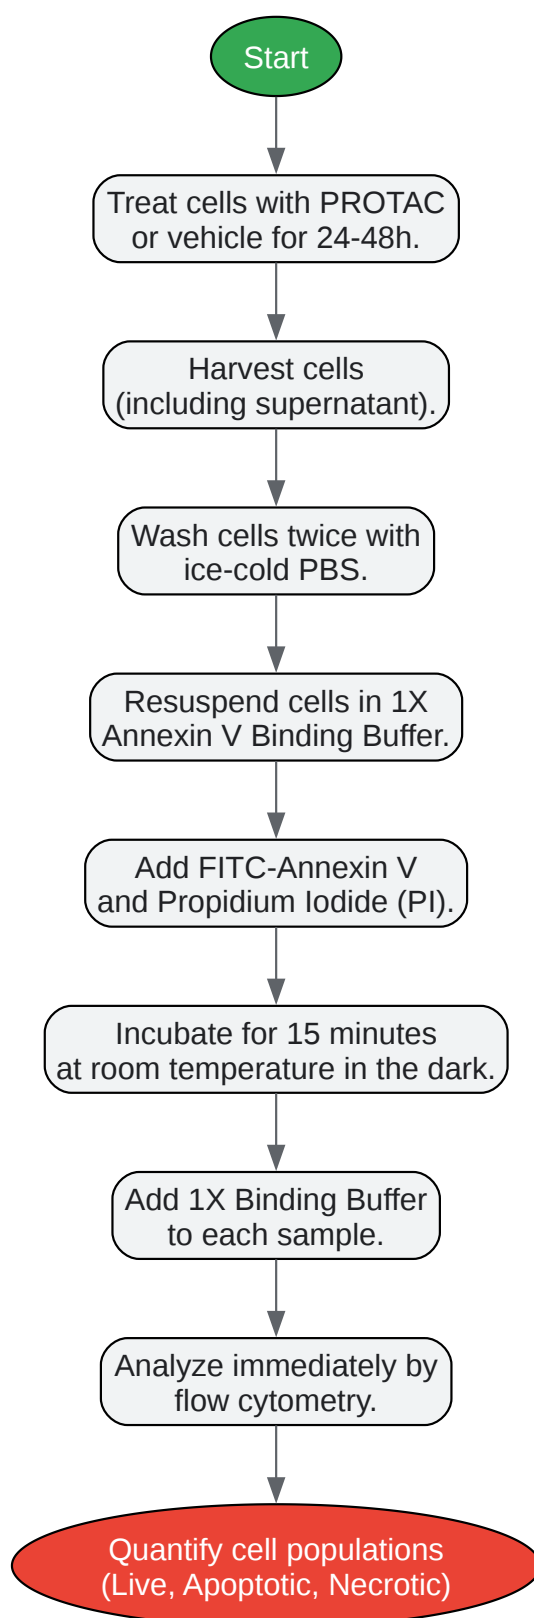 Start
Treat cells with PROTAC
or vehicle for 24-48h.
Harvest cells
(including supernatant).
Wash cells twice with
ice-cold PBS.
Resuspend cells in 1X
Annexin V Binding Buffer.
Add FITC-Annexin V
and Propidium Iodide (PI).
Incubate for 15 minutes
at room temperature in the dark.
Add 1X Binding Buffer
to each sample.
Analyze immediately by
flow cytometry.
Quantify cell populations
(Live, Apoptotic, Necrotic)